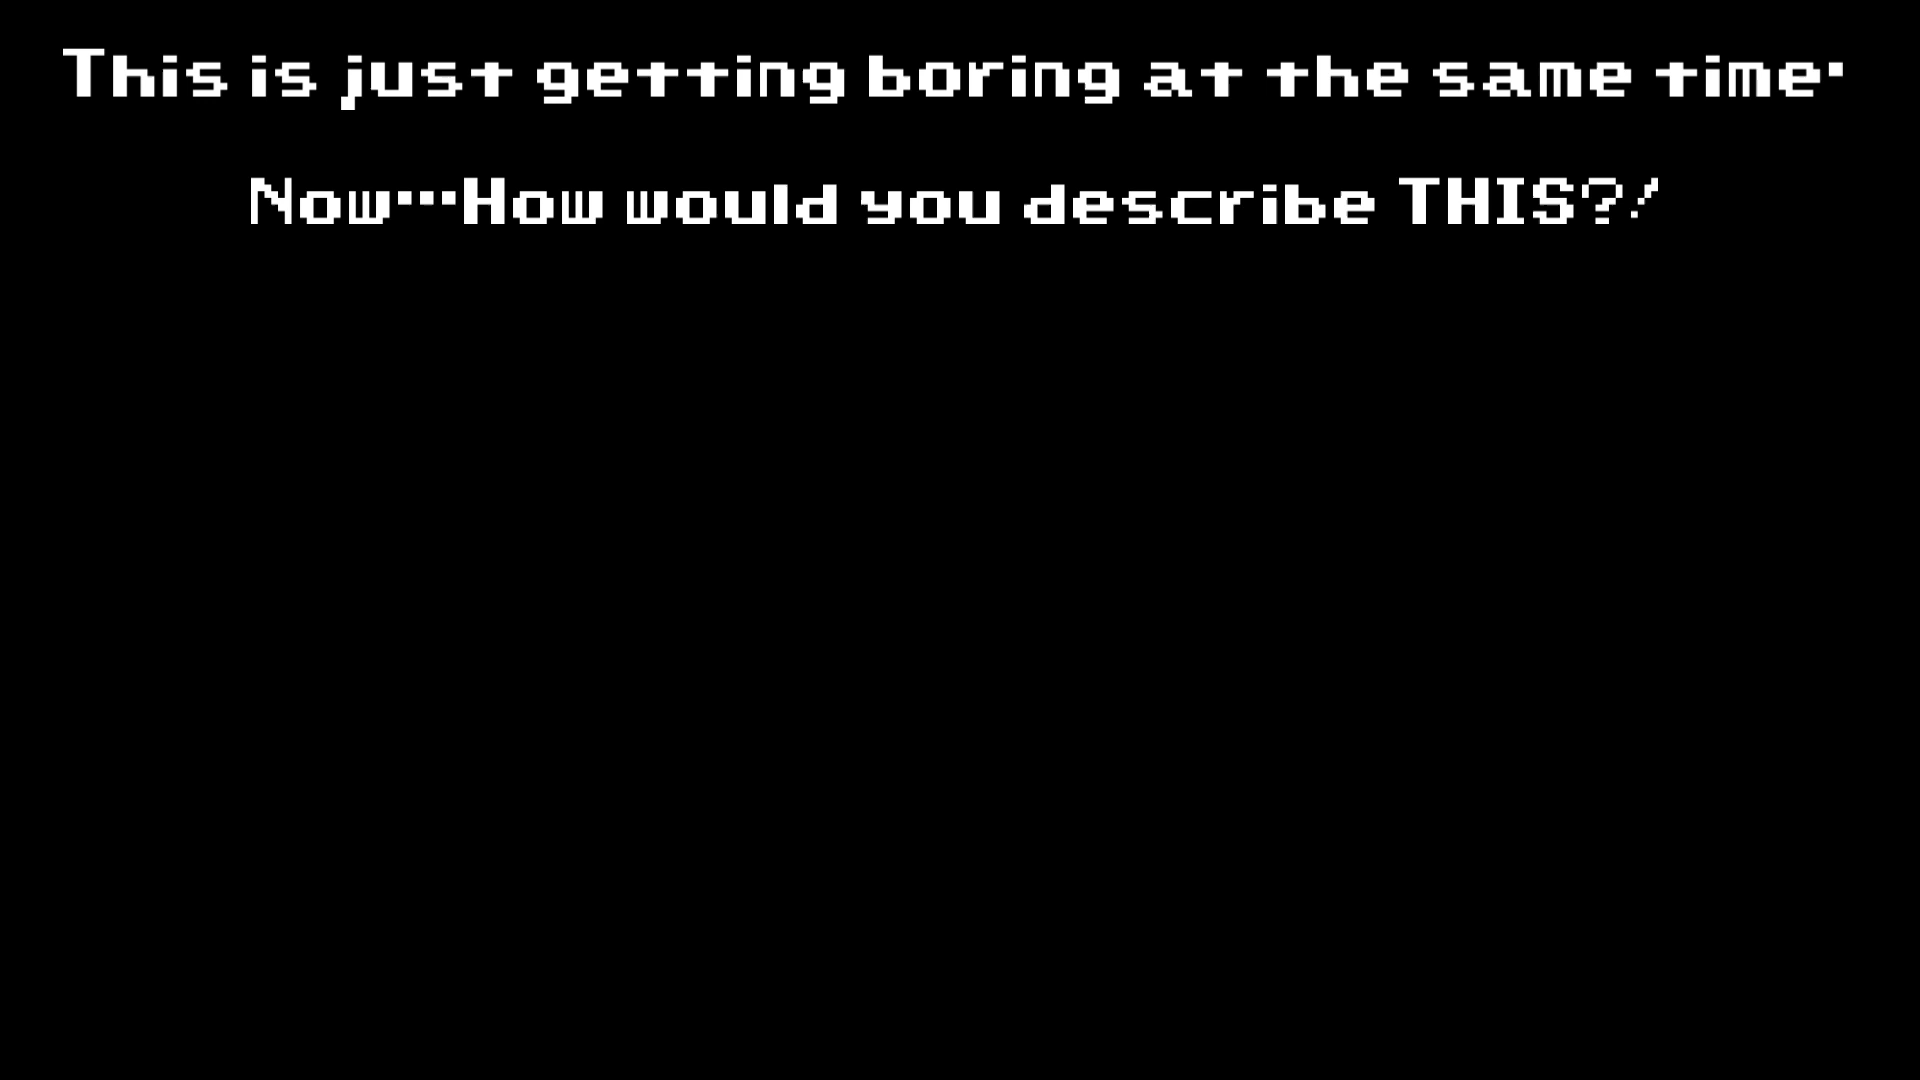 This is just getting boring at the same time.
Now...How would you describe THIS?!